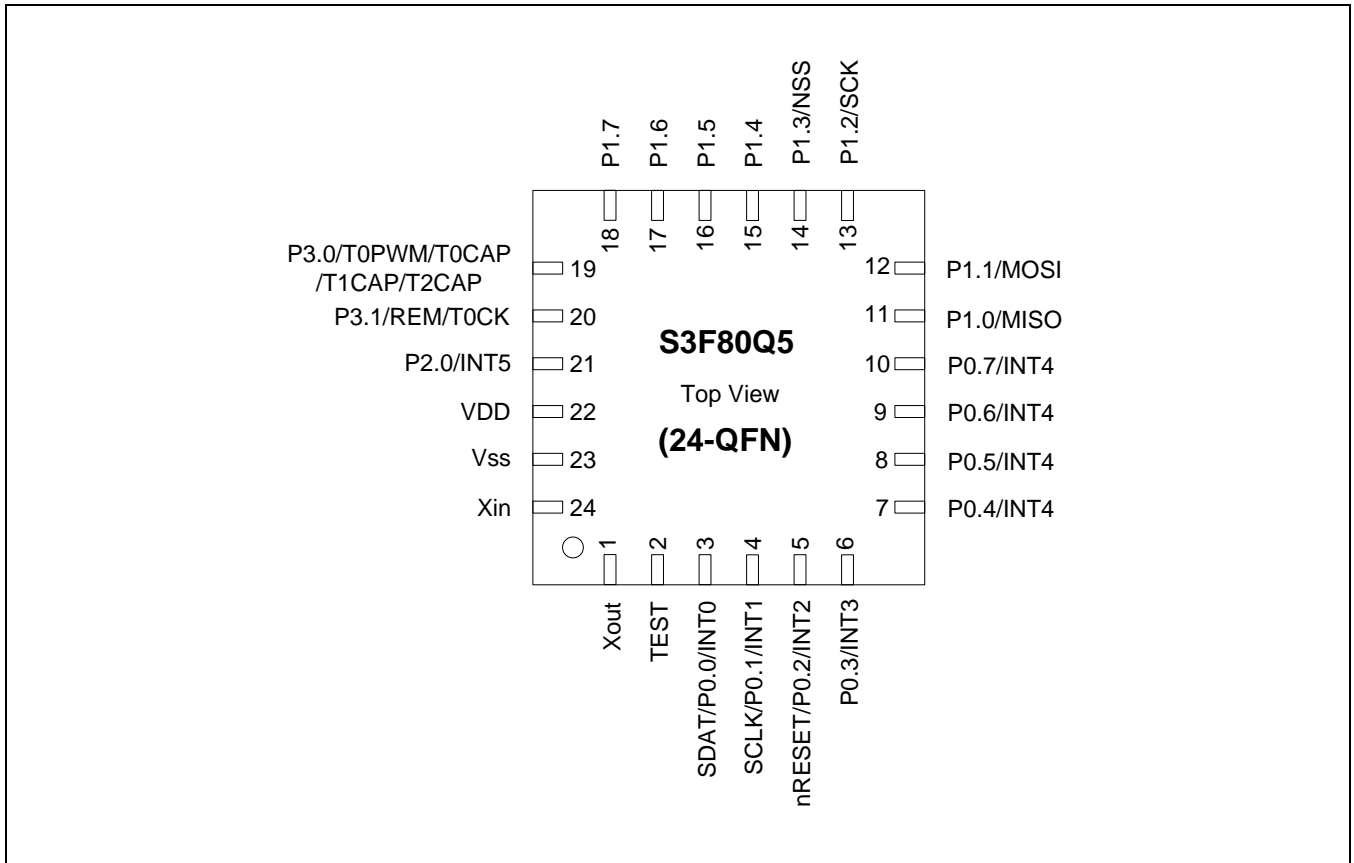 P1.7
P1.6
P1.5
P1.4
P1.3/NSS
P1.2/SCK
18
17
16
15
14
13
P3.0/T0PWM/T0CAP
/T1CAP/T2CAP
19
P3.1/REM/T0CK
20
P2.0/INT5
21
VDD
22
Vss
23
Xin
24
S3F80Q5
Top View
(24-QFN)
12
P1.1/MOSI
11
P1.0/MISO
10
P0.7/INT4
9
P0.6/INT4
8
P0.5/INT4
7
P0.4/INT4
1
2
3
4
5
6
Xout
TEST
SDAT/P0.0/INT0
SCLK/P0.1/INT1
nRESET/P0.2/INT2
P0.3/INT3